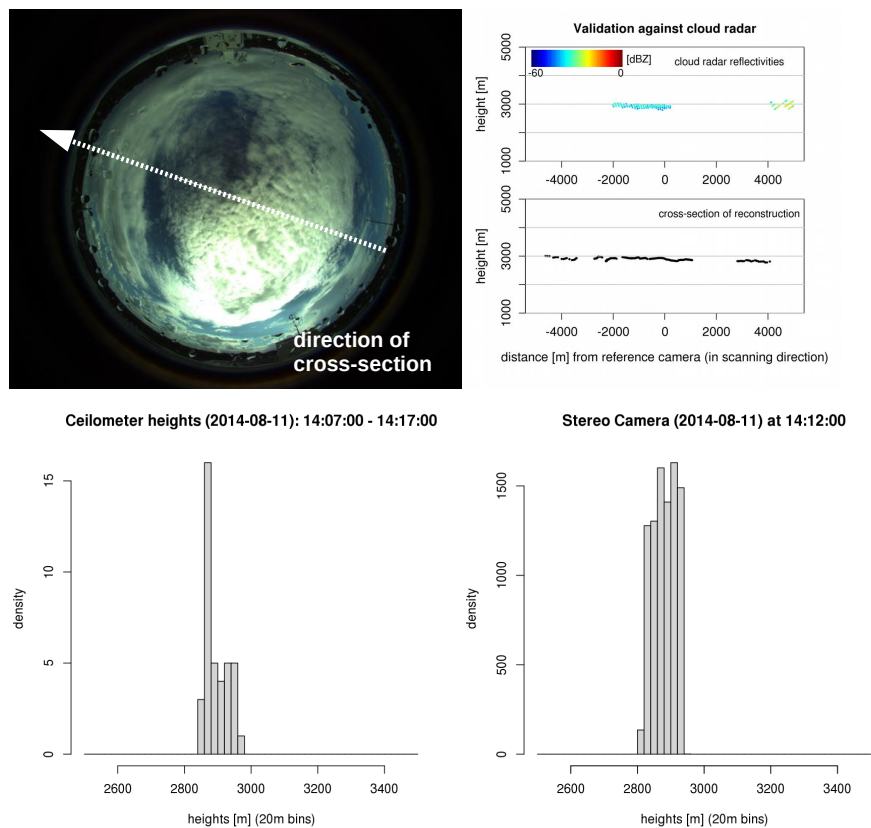 direction of
cross-section
Validation against cloud radar
5000
3000
1000
height [m]
[dBZ]
-60
0
cloud radar reflectivities
-4000
-2000
0
2000
4000
5000
3000
1000
height [m]
cross-section of reconstruction
-4000
-2000
0
2000
4000
distance [m] from reference camera (in scanning direction)
Ceilometer heights (2014-08-11): 14:07:00 - 14:17:00
15
10
5
0
density
2600
2800
3000
3200
3400
heights [m] (20m bins)
Stereo Camera (2014-08-11) at 14:12:00
1500
1000
500
0
density
2600
2800
3000
3200
3400
heights [m] (20m bins)